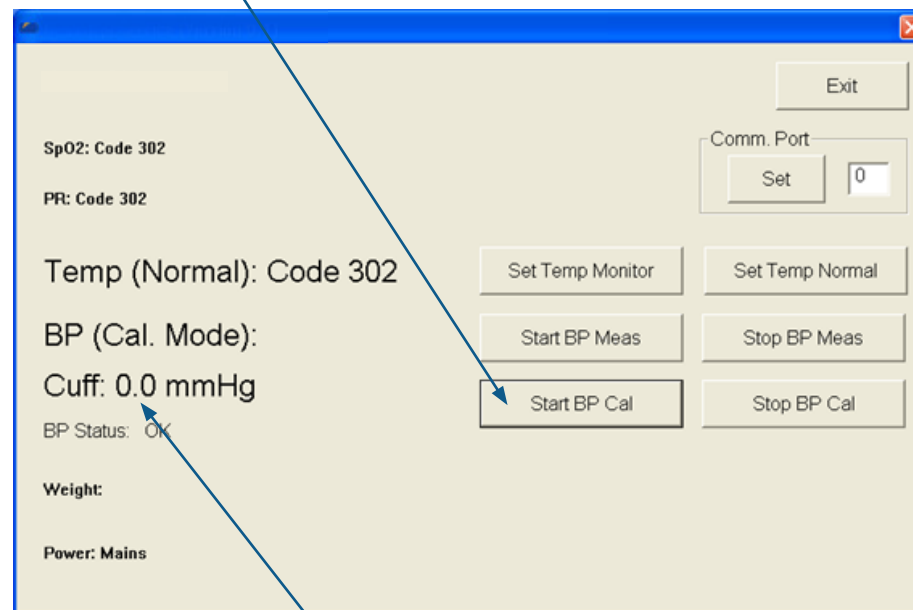 Exit
SpO2: Code 302
Comm. Port
Set 0
PR: Code 302
Temp (Normal): Code 302
Set Temp Monitor Set Temp Normal
BP (Cal. Mode):
Start BP Meas Stop BP Meas
Cuff: 0.0 mmHg
Start BP Cal Stop BP Cal
BP Status: OK
Weight:
Power: Mains